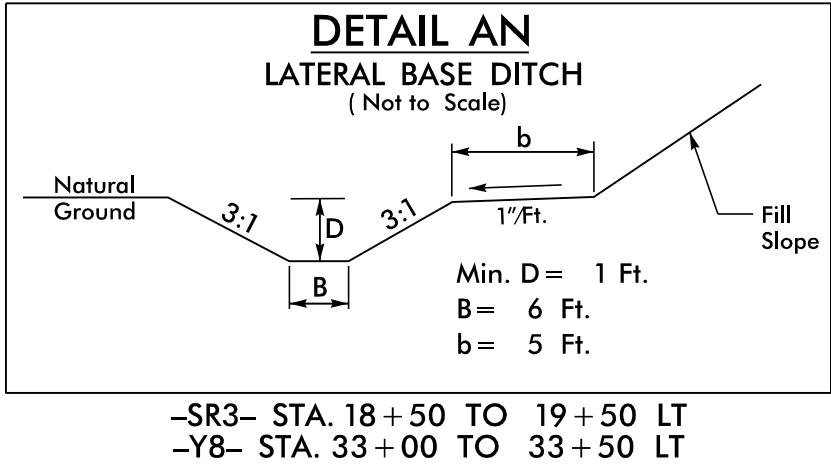 DETAIL AN
LATERAL BASE DITCH
( Not to Scale)
b
Natural
Ground
3:1
D
3:1
1"/Ft.
Fill
Slope
B
Min. D = 1 Ft.
B = 6 Ft.
b = 5 Ft.
–SR3– STA. 18+50 TO 19+50 LT
–Y8– STA. 33+00 TO 33+50 LT